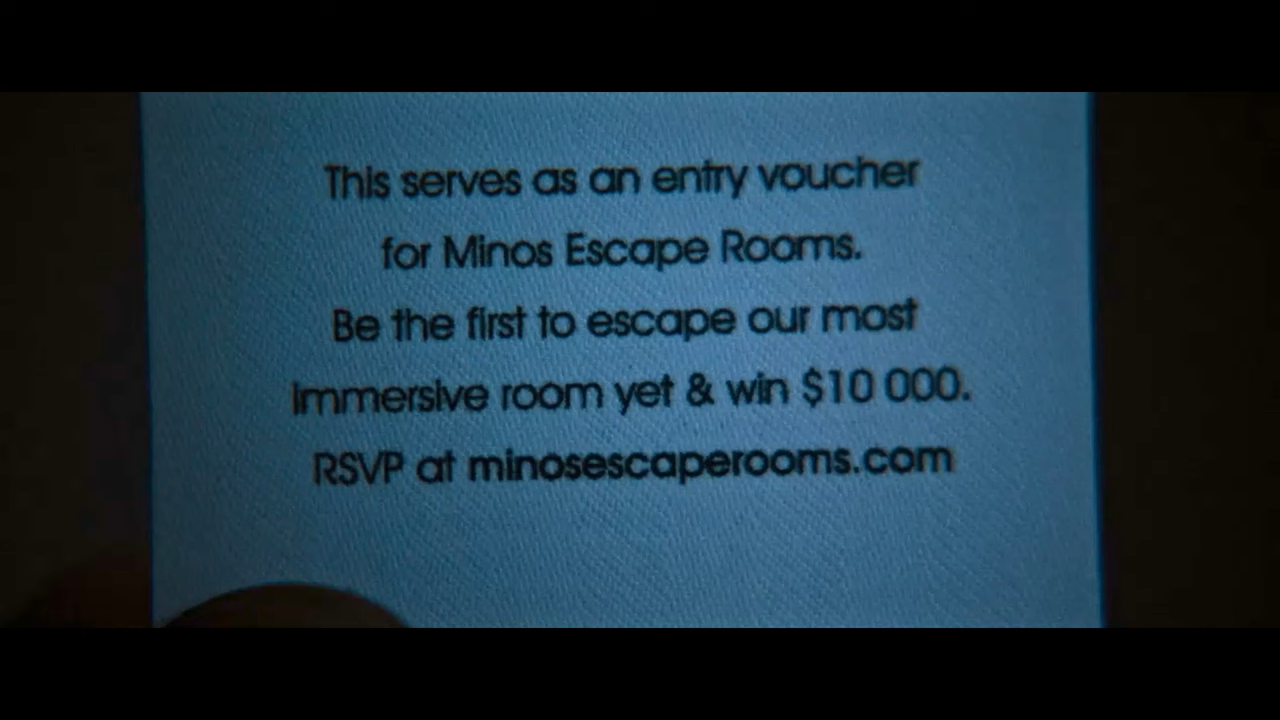 This serves as an entry voucher
for Minos Escape Rooms.
Be the first to escape our most
immersive room yet & win $10 000.
RSVP at minosescaperooms.com